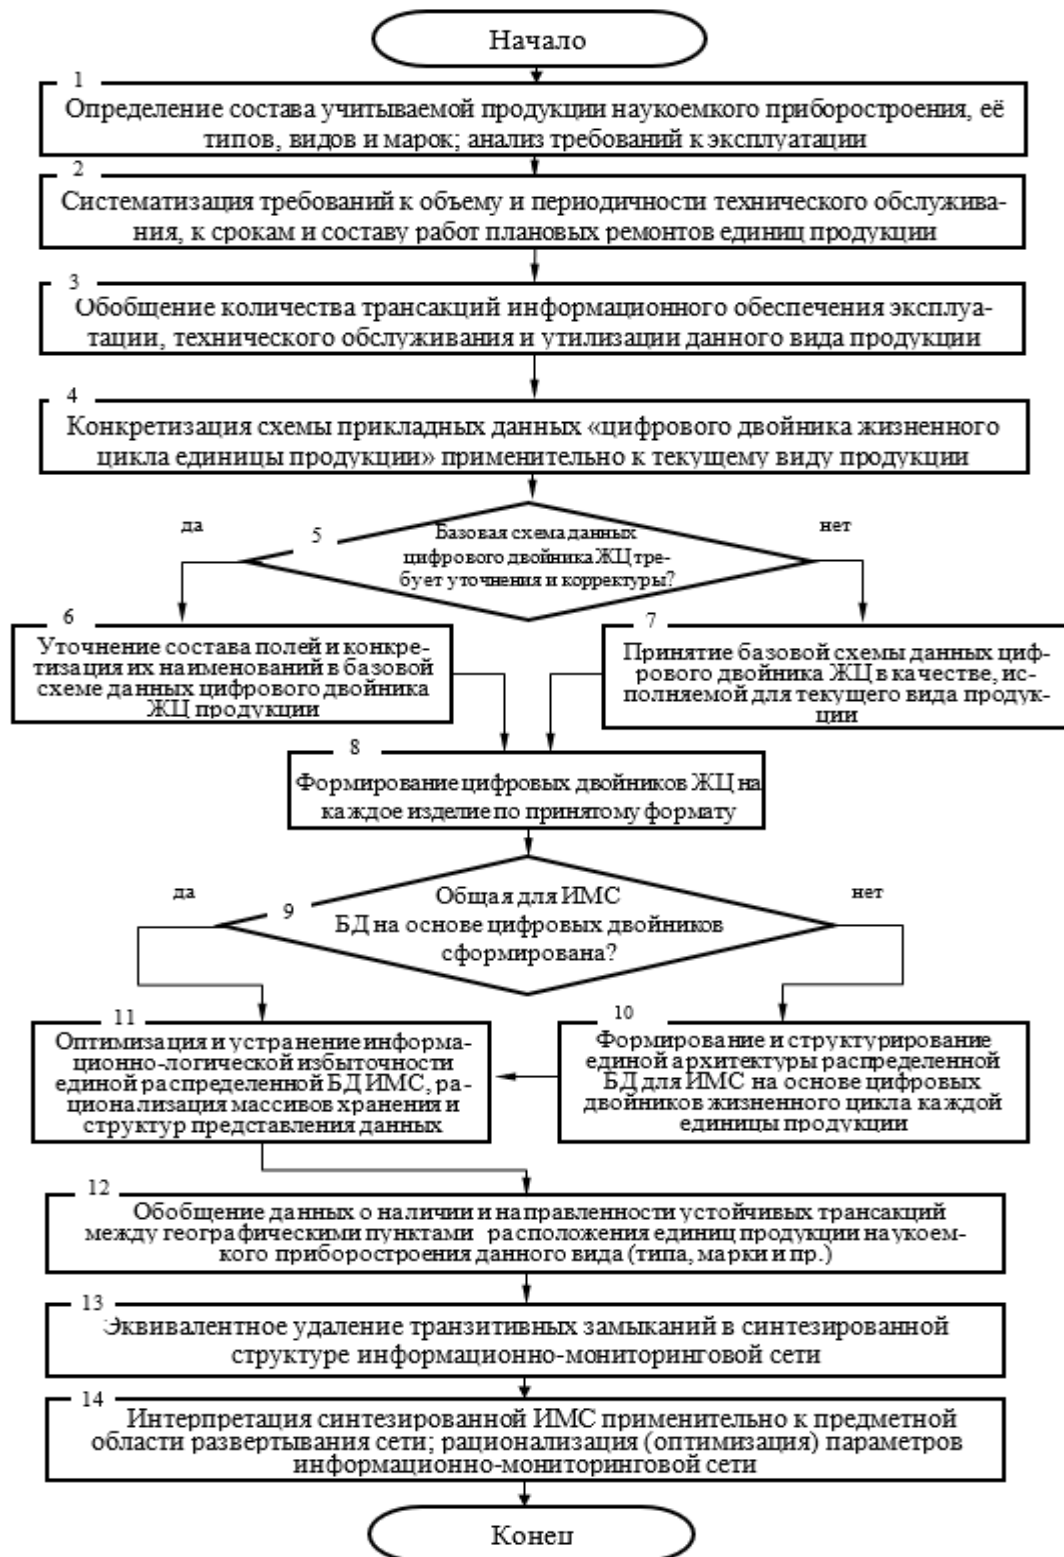 Начало
1
Определение состава учитываемой продукции наукоемкого приборостроения, её
типов, видов и марок; анализ требований к эксплуатации
2
Систематизация требований к объему и периодичности технического обслужива-
ния, к срокам и составу работ плановых ремонтов единиц продукции
3
Обобщение количества трансакций информационного обеспечения эксплуа-
тации, технического обслуживания и утилизации данного вида продукции
4
Конкретизация схемы прикладных данных «цифрового двойника жизненного
цикла единицы продукции» применительно к текущему виду продукции
да
нет
5
Базовая схема данных
цифрового двойника ЖЦ тре-
бует уточнения и корректуры?
6
Уточнение состава полей и конкре-
тизация их наименований в базовой
схеме данных цифрового двойника
ЖЦ продукции
7
Принятие базовой схемы данных циф-
рового двойника ЖЦ в качестве, ис-
полняемой для текущего вида продук-
ции
8
Формирование цифровых двойников ЖЦ на
каждое изделие по принятому формату
да
нет
9
Общая для ИМС
БД на основе цифровых двойников
сформирована?
11
Оптимизация и устранение информа-
ционно-логической избыточности
единой распределенной БД ИМС, ра-
ционализация массивов хранения и
структур представления данных
10
Формирование и структурирование
единой архитектуры распределенной
БД для ИМС на основе цифровых
двойников жизненного цикла каждой
единицы продукции
12
Обобщение данных о наличии и направленности устойчивых трансакций
между географическими пунктами расположения единиц продукции наукоем-
кого приборостроения данного вида (типа, марки и пр.)
13
Эквивалентное удаление транзитивных замыканий в синтезированной
структуре информационно-мониторинговой сети
14
Интерпретация синтезированной ИМС применительно к предметной
области развертывания сети; рационализация (оптимизация) параметров
информационно-мониторинговой сети
Конец